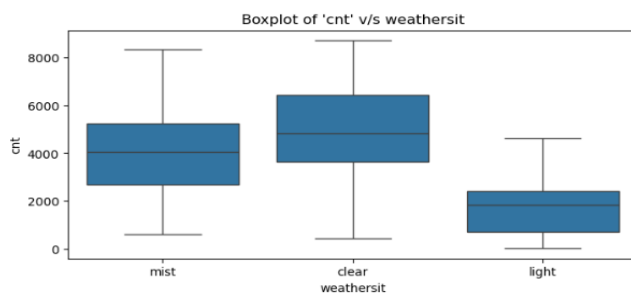 Boxplot of 'cnt' v/s weathersit
8000
6000
4000
2000
0
cnt
mist clear light
weathersit